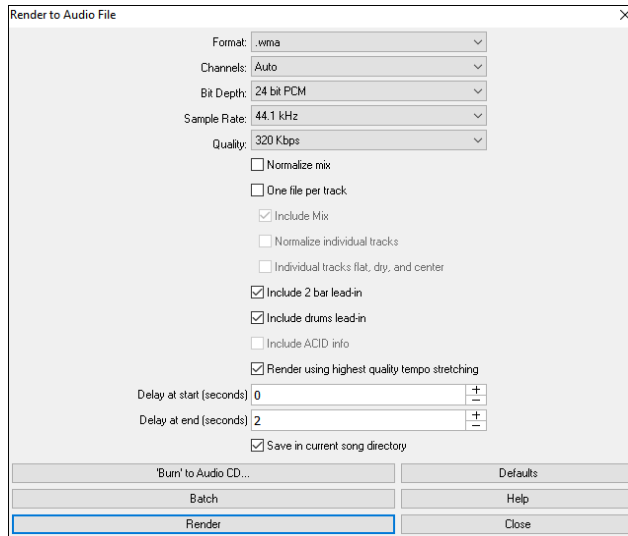 Render to Audio File
Format: .wma
Channels: Auto
Bit Depth: 24 bit PCM
Sample Rate: 44.1 kHz
Quality: 320 Kbps
Normalize mix
One file per track
Include Mix
Normalize individual tracks
Individual tracks flat, dry, and center
Include 2 bar lead-in
Include drums lead-in
Include ACID info
Render using highest quality tempo stretching
Delay at start (seconds) 0
Delay at end (seconds) 2
Save in current song directory
'Burn' to Audio CD... Defaults
Batch Help
Render Close